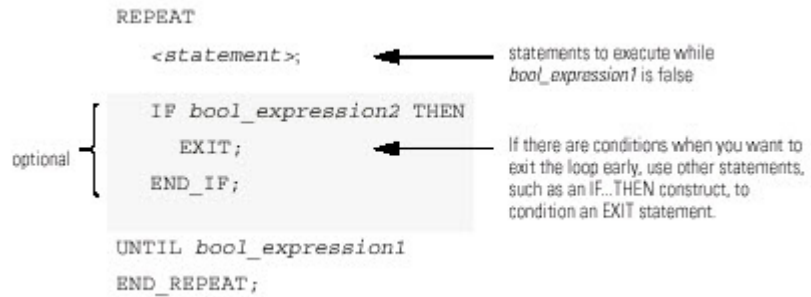 REPEAT
<statement>;
statements to execute while
bool_expression1 is false
optional
IF bool_expression2 THEN
EXIT;
END_IF;
If there are conditions when you want to
exit the loop early, use other statements,
such as an IF...THEN construct, to
condition an EXIT statement.
UNTIL bool_expression1
END_REPEAT;